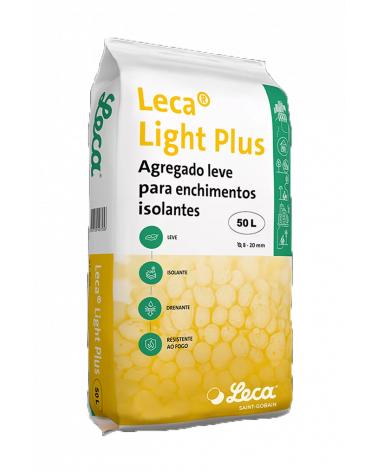 Leca®
Light Plus
Agregado leve
para enchimentos
isolantes
50 L
8 - 20 mm
LEVE
ISOLANTE
DRENANTE
RESISTENTE
AO FOGO
Leca
SAINT-GOBAIN
Leca
Leca® Light Plus
50 L